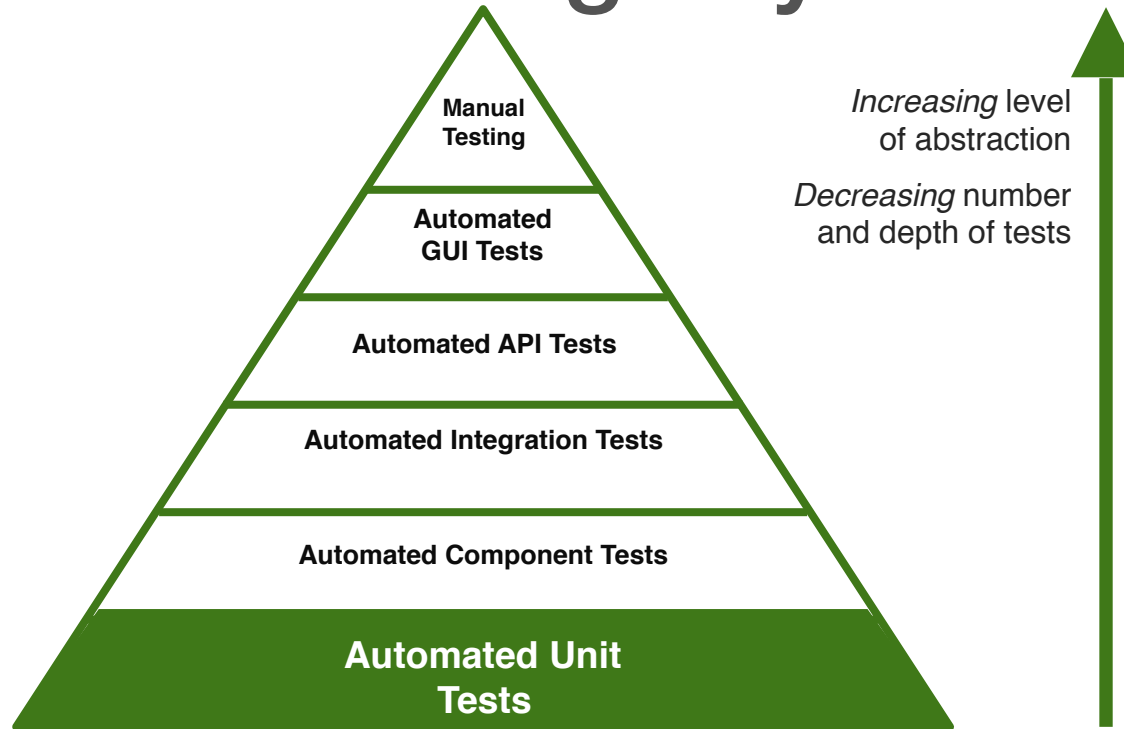 Manual
Testing
Automated
GUI Tests
Automated API Tests
Automated Integration Tests
Automated Component Tests
Automated Unit
Tests
Increasing level
of abstraction
Decreasing number
and depth of tests